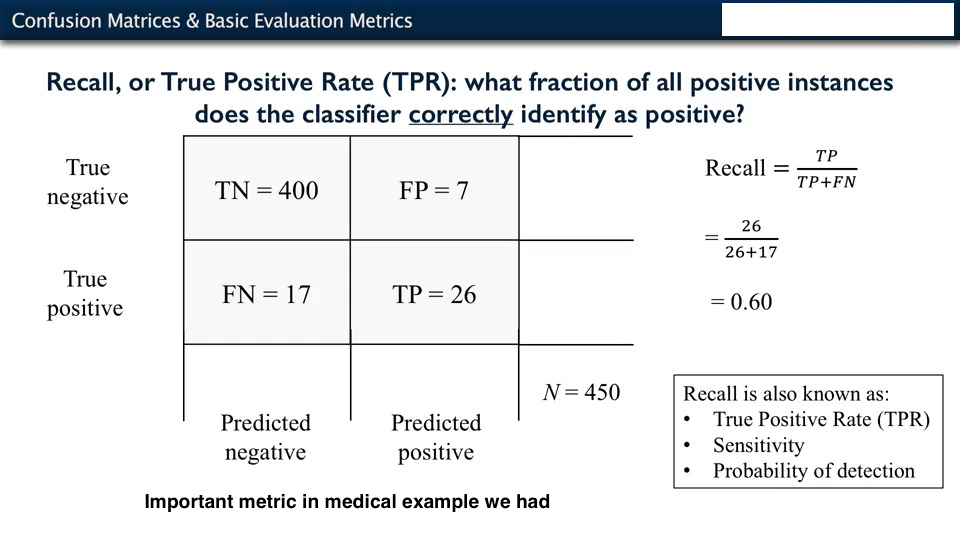 Confusion Matrices & Basic Evaluation Metrics
Recall, or True Positive Rate (TPR): what fraction of all positive instances
does the classifier correctly identify as positive?
True
negative
TN = 400
FP = 7
Recall = TP
TP+FN
True
positive
FN = 17
TP = 26
= 26
26+17
= 0.60
N = 450
Predicted
negative
Predicted
positive
Recall is also known as:
• True Positive Rate (TPR)
• Sensitivity
• Probability of detection
Important metric in medical example we had